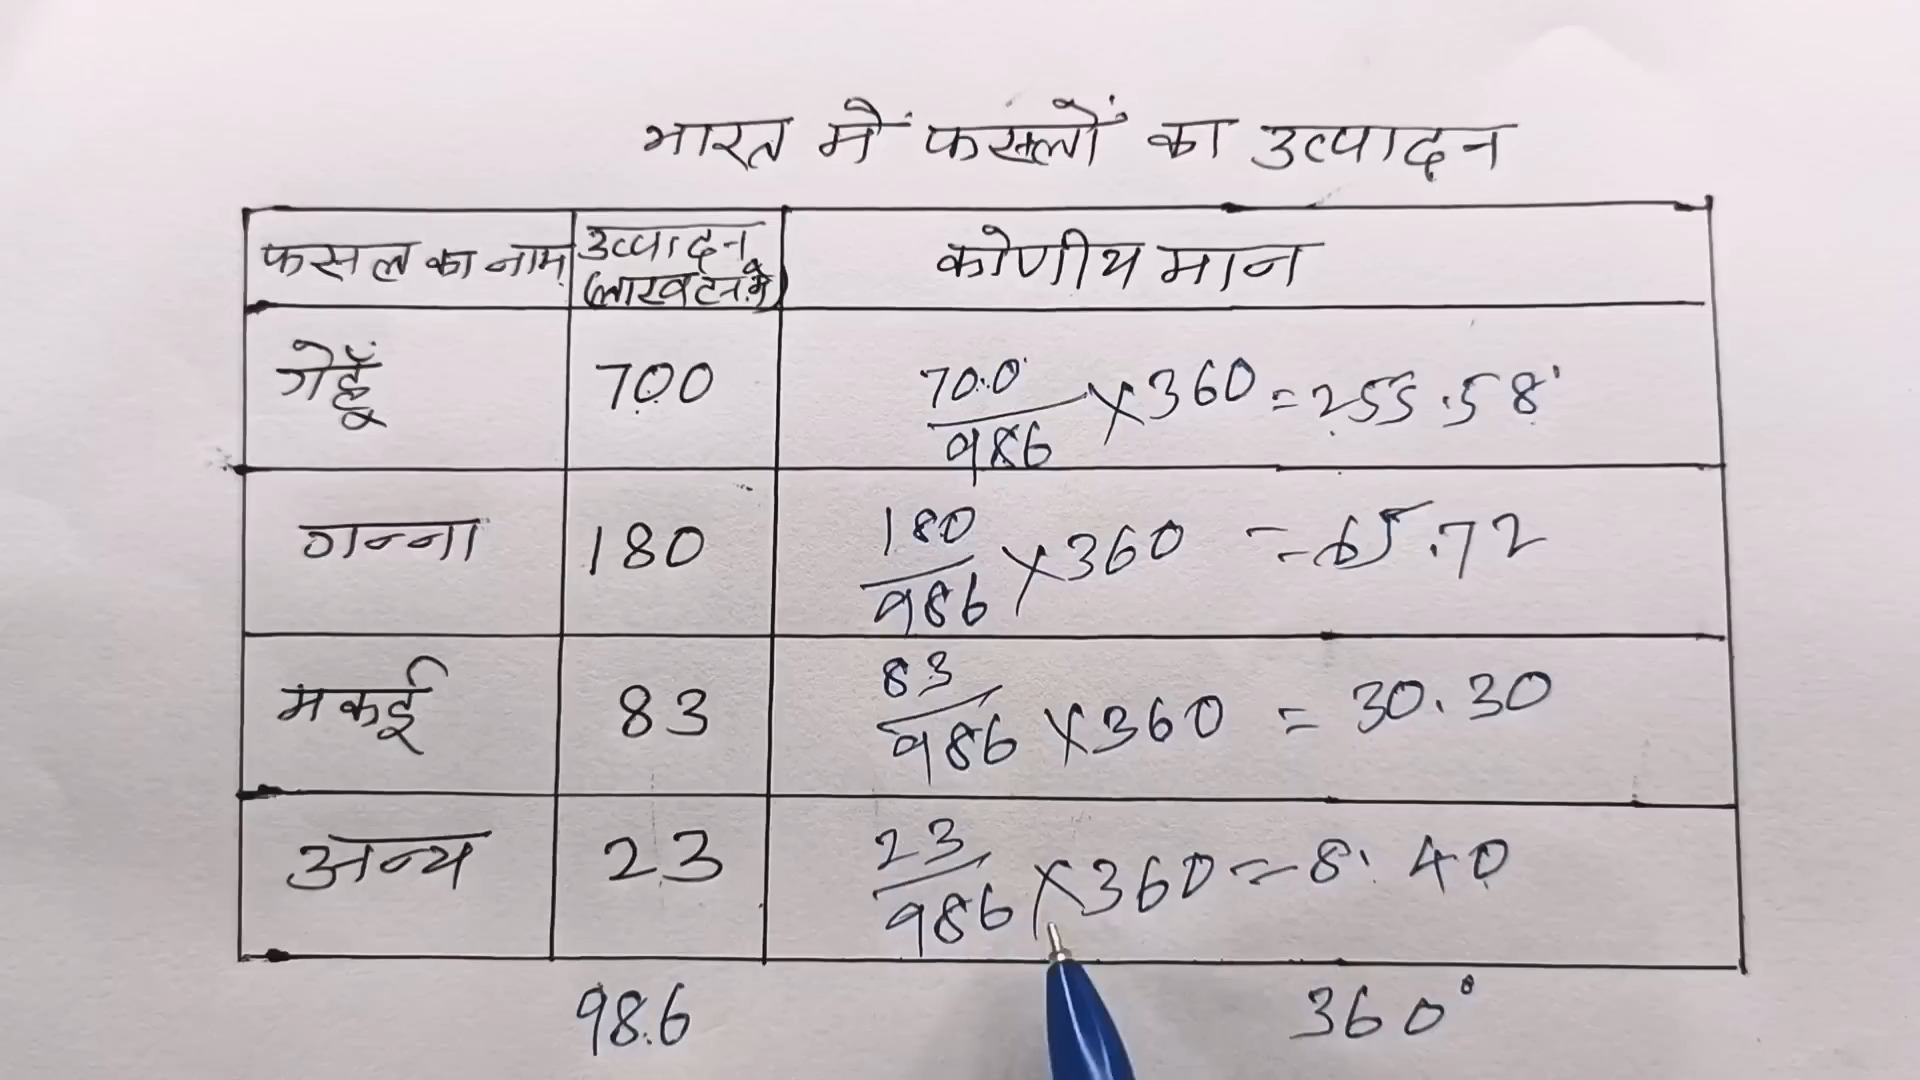 भारत में फसलों का उत्पादन
फसल का नाम उत्पादन (लाख टन में) कोणीय मान
गेहूँ 700 700/986 ×360 = 255.58°
गन्ना 180 180/986 ×360 = 65.72
मकई 83 83/986 ×360 = 30.30
अन्य 23 23/986 ×360 = 8.40
986 360°